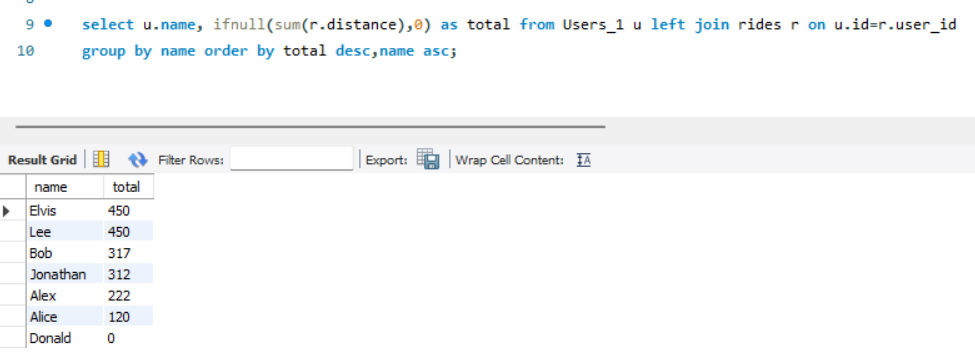 9 select u.name, ifnull(sum(r.distance),0) as total from Users_1 u left join rides r on u.id=r.user_id
10 group by name order by total desc,name asc;
Result Grid Filter Rows: Export: Wrap Cell Content:
name total
Elvis 450
Lee 450
Bob 317
Jonathan 312
Alex 222
Alice 120
Donald 0